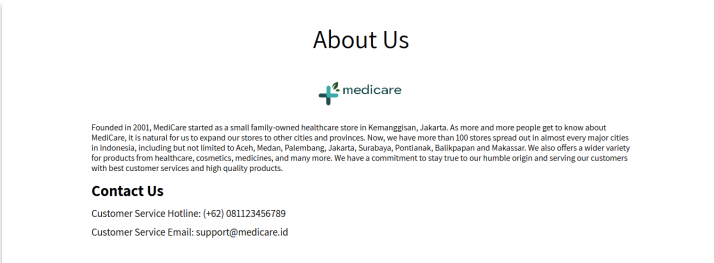 About Us
medicare
Founded in 2001, MediCare started as a small family-owned healthcare store in Kemanggisan, Jakarta. As more and more people get to know about
MediCare, it is natural for us to expand our stores to other cities and provinces. Now, we have more than 100 stores spread out in almost every major cities
in Indonesia, including but not limited to Aceh, Medan, Palembang, Jakarta, Surabaya, Pontianak, Balikpapan and Makassar. We also offers a wider variety
for products from healthcare, cosmetics, medicines, and many more. We have a commitment to stay true to our humble origin and serving our customers
with best customer services and high quality products.
Contact Us
Customer Service Hotline: (+62) 081123456789
Customer Service Email: support@medicare.id